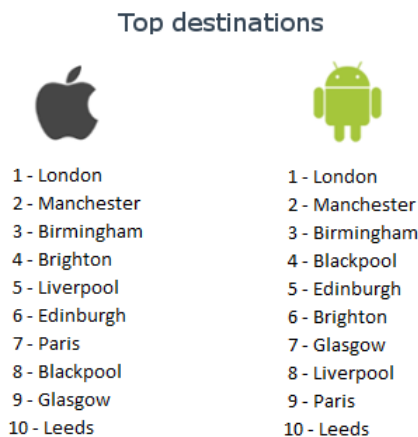 Top destinations
1 - London
2 - Manchester
3 - Birmingham
4 - Brighton
5 - Liverpool
6 - Edinburgh
7 - Paris
8 - Blackpool
9 - Glasgow
10 - Leeds
1 - London
2 - Manchester
3 - Birmingham
4 - Blackpool
5 - Edinburgh
6 - Brighton
7 - Glasgow
8 - Liverpool
9 - Paris
10 - Leeds